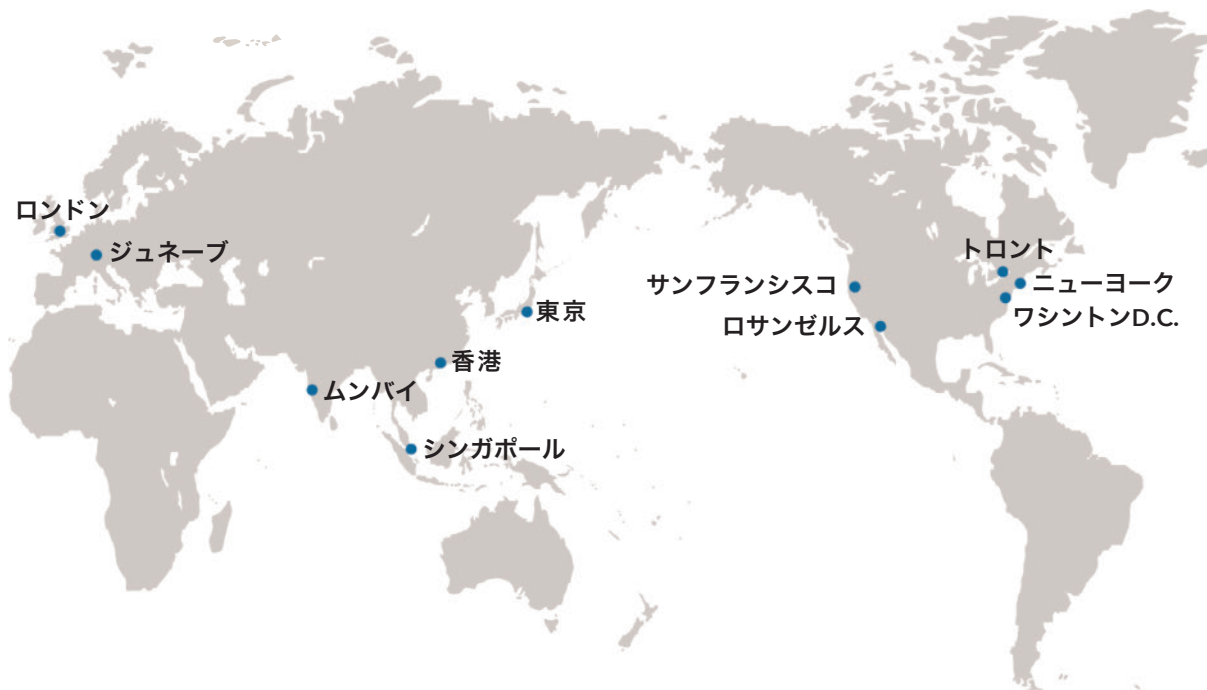 ロンドン
ジュネーブ
東京
香港
ムンバイ
シンガポール
トロント
サンフランシスコ
ニューヨーク
ワシントンD.C.
ロサンゼルス